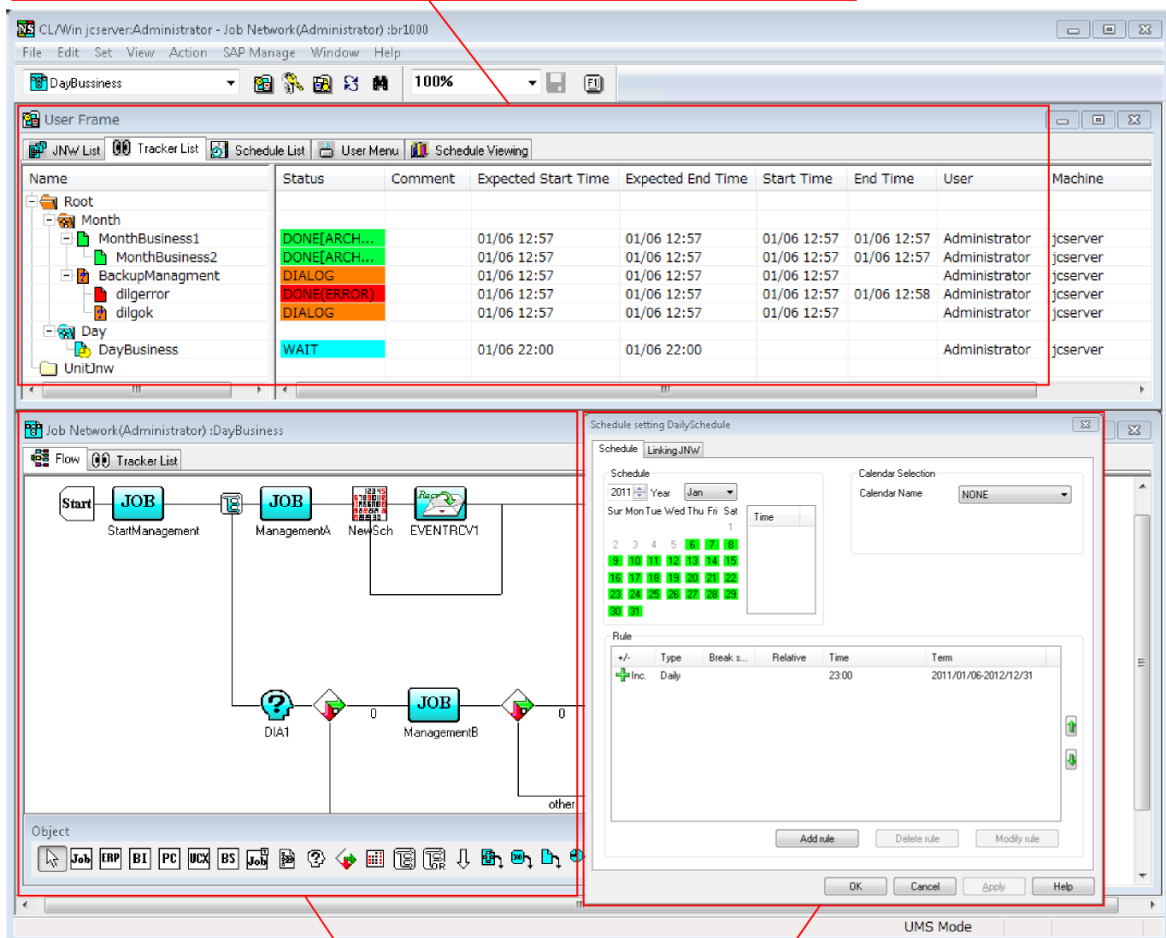 CL/Win jcserver:Administrator - Job Network(Administrator) :br1000
File Edit Set View Action SAP Manage Window Help
DayBussiness 100% F1
User Frame
JNW List Tracker List Schedule List User Menu Schedule Viewing
Name Status Comment Expected Start Time Expected End Time Start Time End Time User Machine
Root
Month
MonthBusiness1 DONE[ARCH... 01/06 12:57 01/06 12:57 01/06 12:57 01/06 12:57 Administrator jcserver
MonthBusiness2 DONE[ARCH... 01/06 12:57 01/06 12:57 01/06 12:57 01/06 12:57 Administrator jcserver
BackupManagment DIALOG 01/06 12:57 01/06 12:57 01/06 12:57 Administrator jcserver
dilgerror DONE(ERROR) 01/06 12:57 01/06 12:57 01/06 12:57 01/06 12:58 Administrator jcserver
dilgok DIALOG 01/06 12:57 01/06 12:57 01/06 12:57 Administrator jcserver
Day
DayBusiness WAIT 01/06 22:00 01/06 22:00 Administrator jcserver
UnitJnw
Job Network(Administrator) :DayBusiness
Flow Tracker List
Start JOB JOB Recv
StartManagement ManagementA NewSch EVENTRCV1
JOB
0 0
DIA1 ManagementB
other
Object
Job ERP BI PC UCX BS Job OR
Schedule setting DailySchedule
Schedule Linking JNW
Schedule
2011 Year Jan
Sur Mon Tue Wed Thu Fri Sat
1
2 3 4 5 6 7 8
9 10 11 12 13 14 15
16 17 18 19 20 21 22
23 24 25 26 27 28 29
30 31
Time
Calendar Selection
Calendar Name NONE
Rule
+/- Type Break s... Relative Time Term
Inc. Daily 23:00 2011/01/06-2012/12/31
Add rule Delete rule Modify rule
OK Cancel Apply Help
UMS Mode